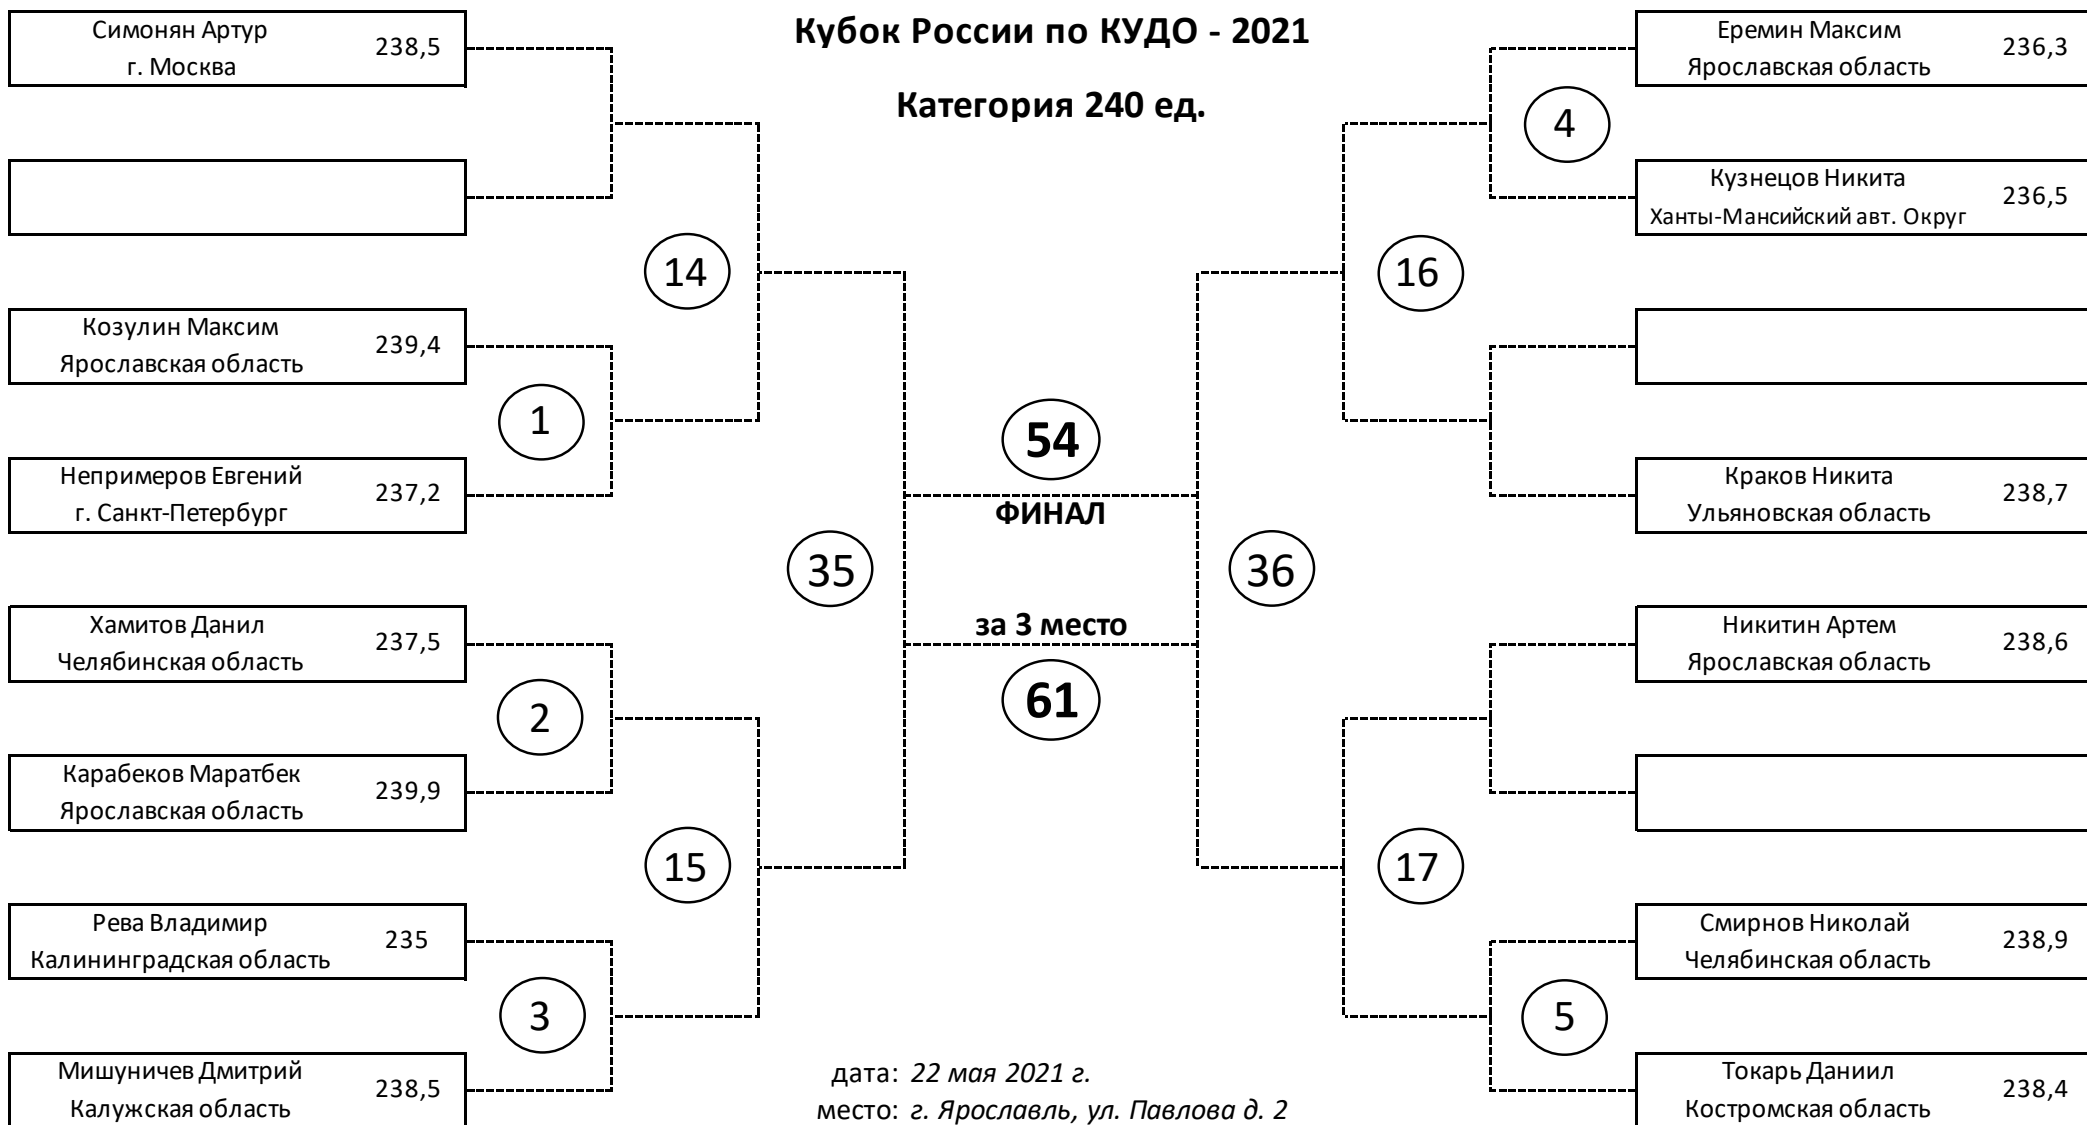 Кубок России по КУДО - 2021
Категория 240 ед.
Симонян Артур
г. Москва
238,5
Козулин Максим
Ярославская область
239,4
Непримеров Евгений
г. Санкт-Петербург
237,2
Хамитов Данил
Челябинская область
237,5
Карабеков Маратбек
Ярославская область
239,9
Рева Владимир
Калининградская область
235
Мишуничев Дмитрий
Калужская область
238,5
1
2
3
14
15
35
54
ФИНАЛ
за 3 место
61
36
16
17
4
5
Еремин Максим
Ярославская область
236,3
Кузнецов Никита
Ханты-Мансийский авт. Округ
236,5
Краков Никита
Ульяновская область
238,7
Никитин Артем
Ярославская область
238,6
Смирнов Николай
Челябинская область
238,9
Токарь Даниил
Костромская область
238,4
дата: 22 мая 2021 г.
место: г. Ярославль, ул. Павлова д. 2